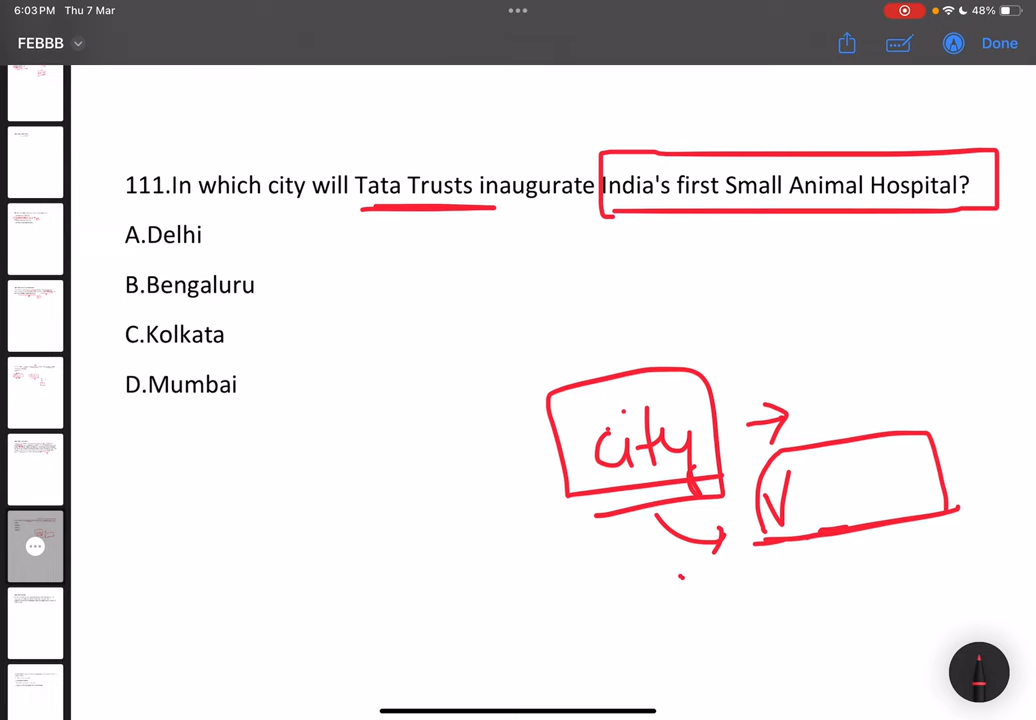 6:03 PM Thu 7 Mar
48%
FEBBB
Done
111.In which city will Tata Trusts inaugurate India's first Small Animal Hospital?
A.Delhi
B.Bengaluru
C.Kolkata
D.Mumbai
city